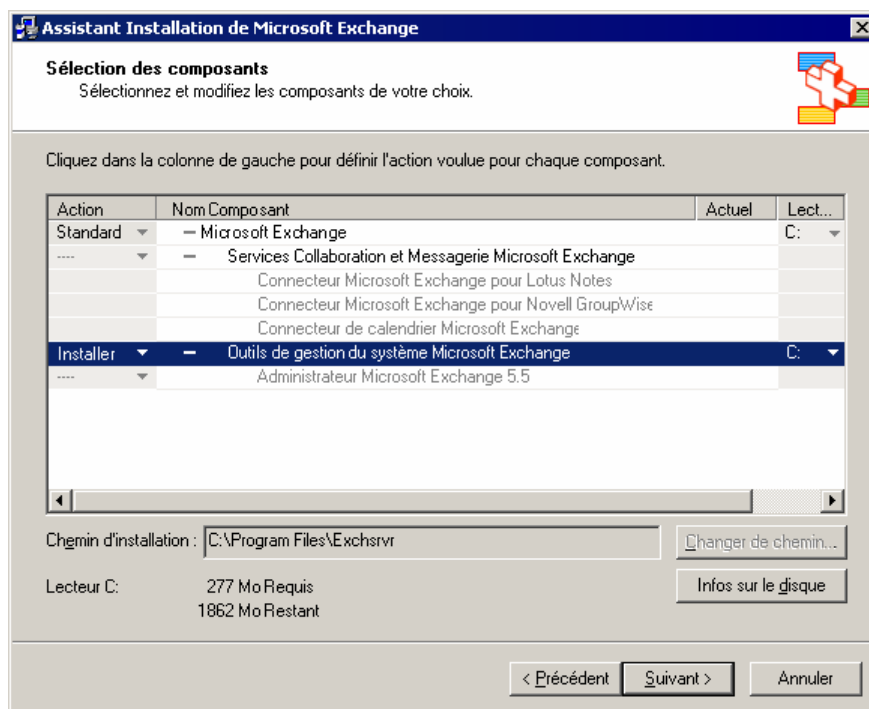 Assistant Installation de Microsoft Exchange
Sélection des composants
Sélectionnez et modifiez les composants de votre choix.
Cliquez dans la colonne de gauche pour définir l'action voulue pour chaque composant.
Action Nom Composant Actuel Lect...
Standard Microsoft Exchange C:
---- Services Collaboration et Messagerie Microsoft Exchange
Connecteur Microsoft Exchange pour Lotus Notes
Connecteur Microsoft Exchange pour Novell GroupWise
Connecteur de calendrier Microsoft Exchange
Installer Outils de gestion du système Microsoft Exchange C:
---- Administrateur Microsoft Exchange 5.5
Chemin d'installation : C:\Program Files\Exchsrvr Changer de chemin...
Lecteur C: 277 Mo Requis Infos sur le disque
1862 Mo Restant
< Précédent Suivant > Annuler